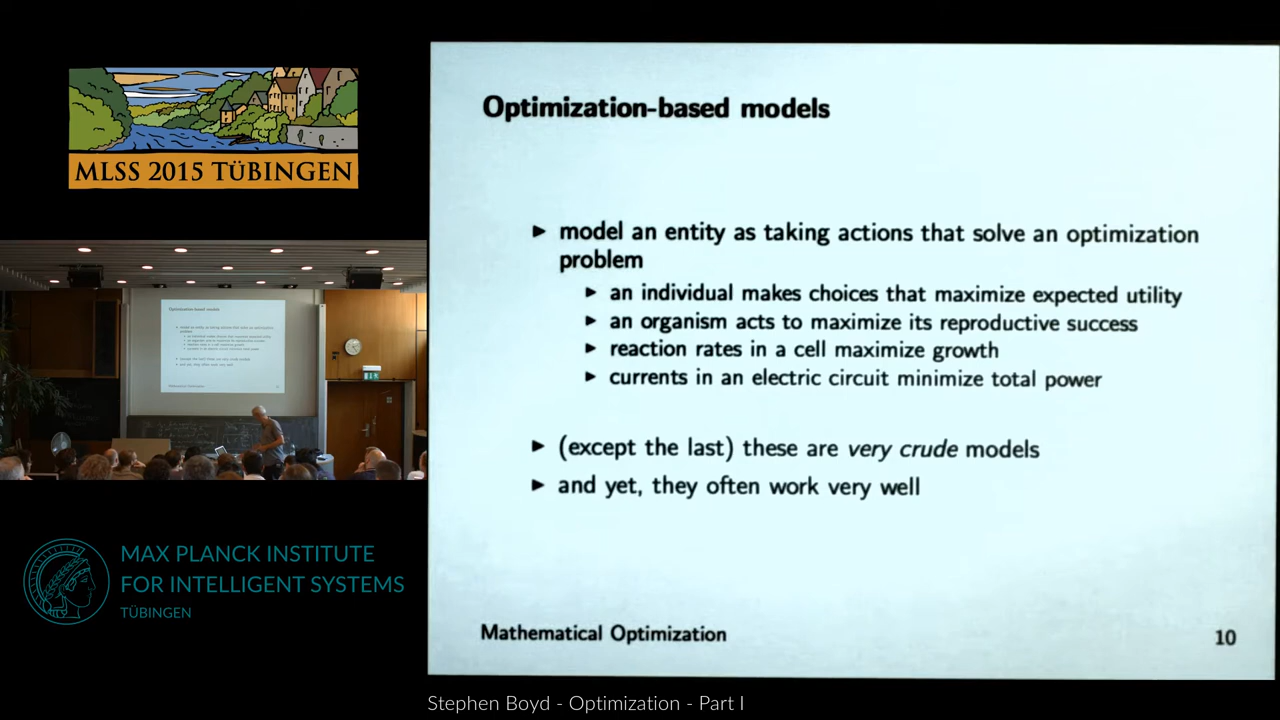 MLSS 2015 TÜBINGEN
Optimization-based models
► model an entity as taking actions that solve an optimization
problem
► an individual makes choices that maximize expected utility
► an organism acts to maximize its reproductive success
► reaction rates in a cell maximize growth
► currents in an electric circuit minimize total power
► (except the last) these are very crude models
► and yet, they often work very well
Mathematical Optimization
10
MAX PLANCK INSTITUTE
FOR INTELLIGENT SYSTEMS
TÜBINGEN
Stephen Boyd - Optimization - Part I